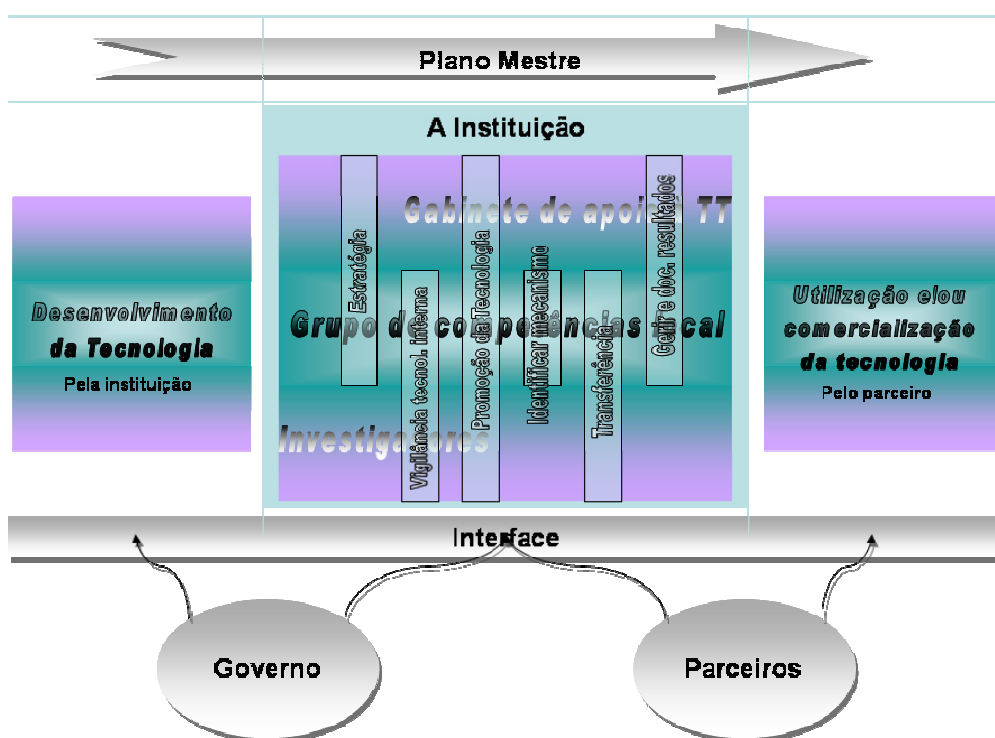 Plano Mestre
A Instituição
Gabinete de apoio à TT
Grupo de competências local
Investigadores
Estratégia
Vigilância tecnol. interna
Promoção da Tecnologia
Identificar mecanismo
Transferência
Gerir e doc. resultados
Desenvolvimento
da Tecnologia
Pela instituição
Utilização e/ou
comercialização
da tecnologia
Pelo parceiro
Interface
Governo
Parceiros